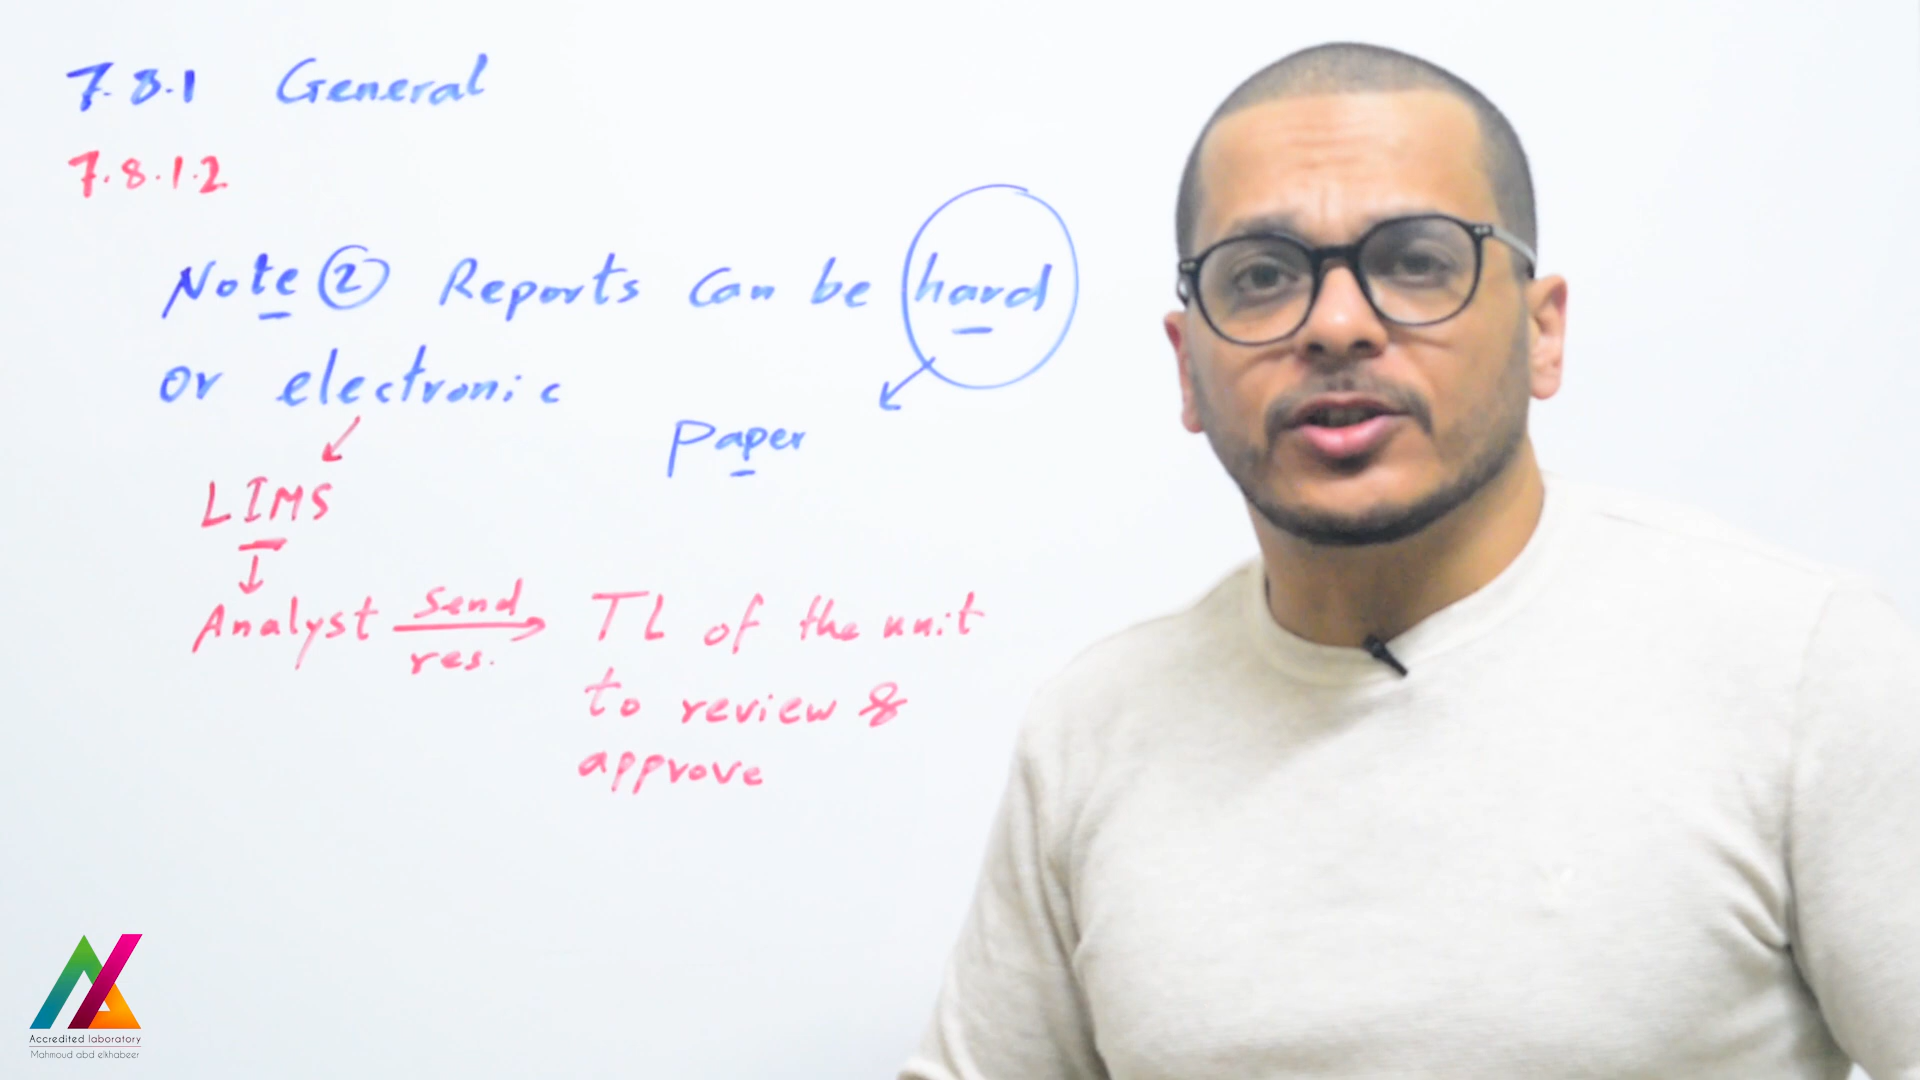 7.8.1 General
7.8.1.2
Note ② Reports can be hard
or electronic
paper
LIMS
Analyst send res. TL of the unit
to review &
approve
Accredited laboratory
Mahmoud abd elkhabeer